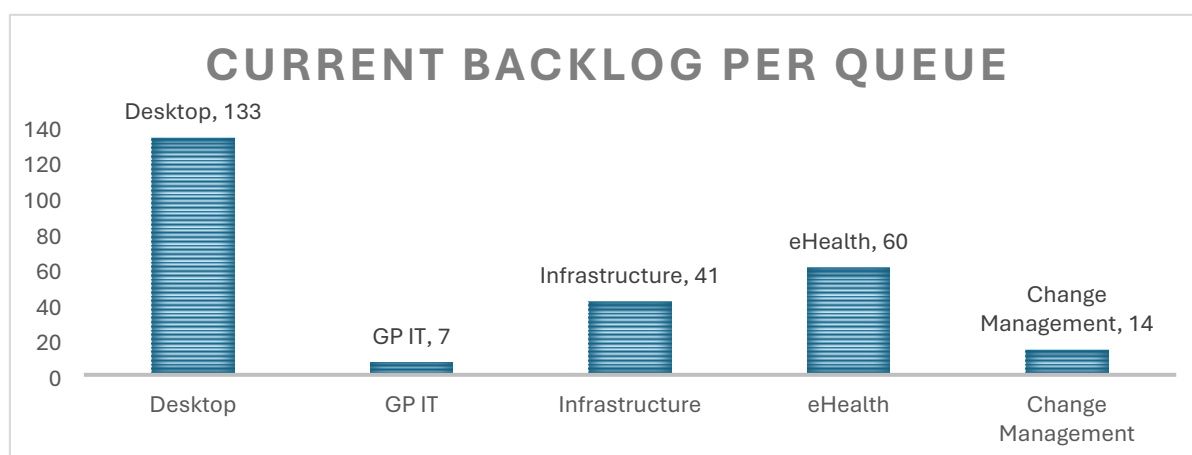 CURRENT BACKLOG PER QUEUE
Desktop, 133
GP IT, 7
Infrastructure, 41
eHealth, 60
Change
Management, 14
140
120
100
80
60
40
20
0
Desktop
GP IT
Infrastructure
eHealth
Change
Management